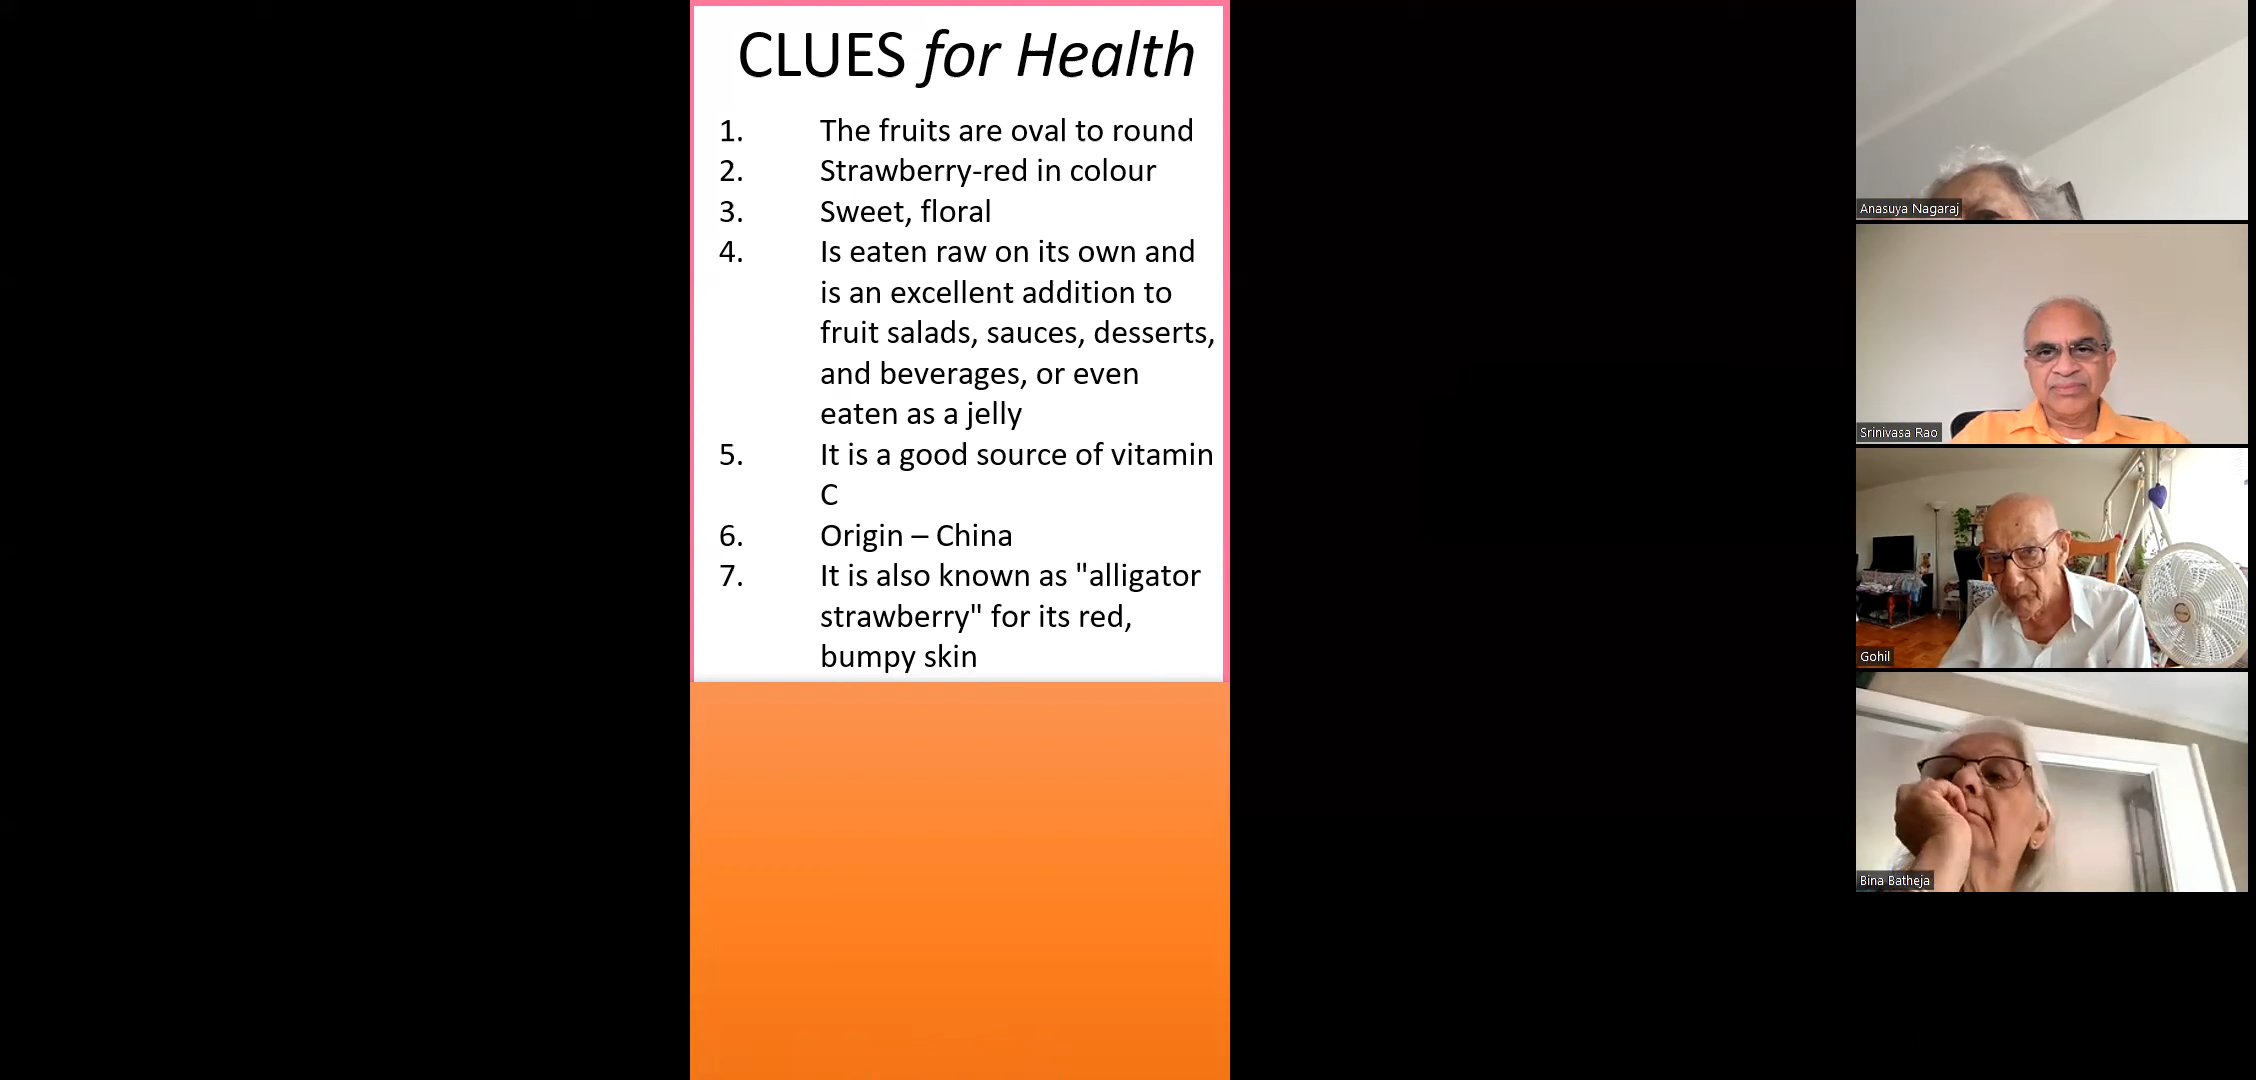 CLUES for Health
1. The fruits are oval to round
2. Strawberry-red in colour
3. Sweet, floral
4. Is eaten raw on its own and
is an excellent addition to
fruit salads, sauces, desserts,
and beverages, or even
eaten as a jelly
5. It is a good source of vitamin
C
6. Origin – China
7. It is also known as "alligator
strawberry" for its red,
bumpy skin
Anasuya Nagaraj
Srinivasa Rao
Gohil
Bina Batheja